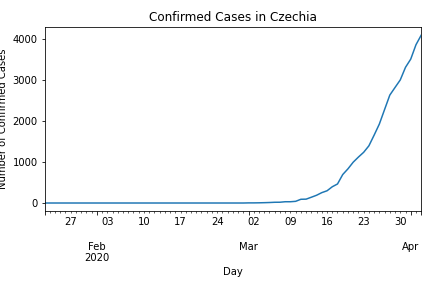 Confirmed Cases in Czechia
Number of Confirmed Cases
4000
3000
2000
1000
0
27 03 10 17 24 02 09 16 23 30
Feb Mar Apr
2020
Day